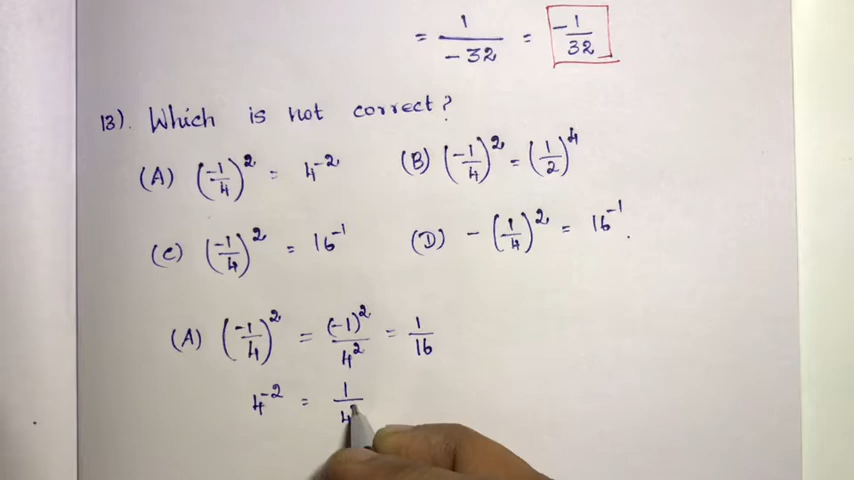 = 1/-32 = -1/32
13). Which is not correct?
(A) (-1/4)^2 = 4^-2 (B) (-1/4)^2 = (1/2)^4
(C) (-1/4)^2 = 16^-1 (D) -(1/4)^2 = 16^-1.
(A) (-1/4)^2 = (-1)^2/4^2 = 1/16
4^-2 = 1/4